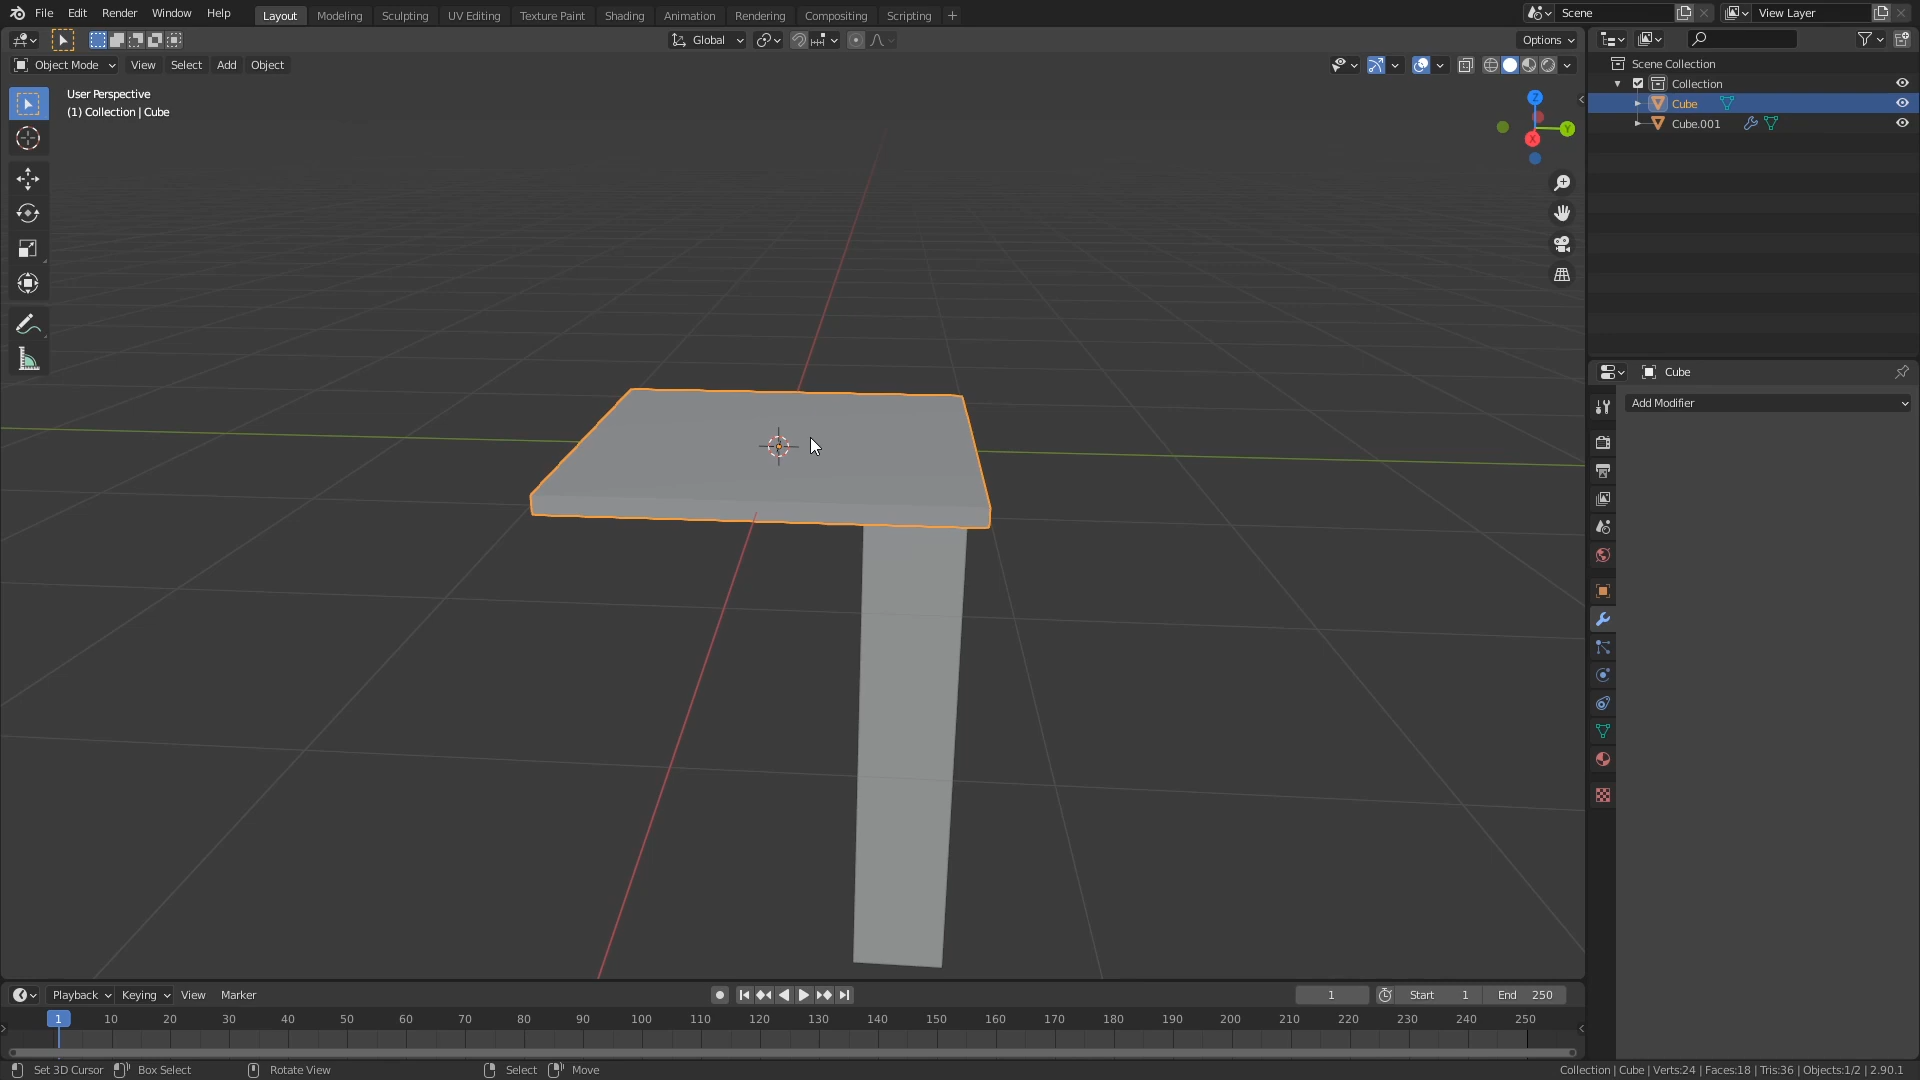 File Edit Render Window Help Layout Modeling Sculpting UV Editing Texture Paint Shading Animation Rendering Compositing Scripting + Scene View Layer
Global Options
Object Mode View Select Add Object
User Perspective
(1) Collection | Cube
Z
Y
X
Scene Collection
Collection
Cube
Cube.001
Cube
Add Modifier
Playback Keying View Marker 1 Start 1 End 250
1 10 20 30 40 50 60 70 80 90 100 110 120 130 140 150 160 170 180 190 200 210 220 230 240 250
Set 3D Cursor Box Select Rotate View Select Move Collection | Cube | Verts:24 | Faces:18 | Tris:36 | Objects:1/2 | 2.90.1